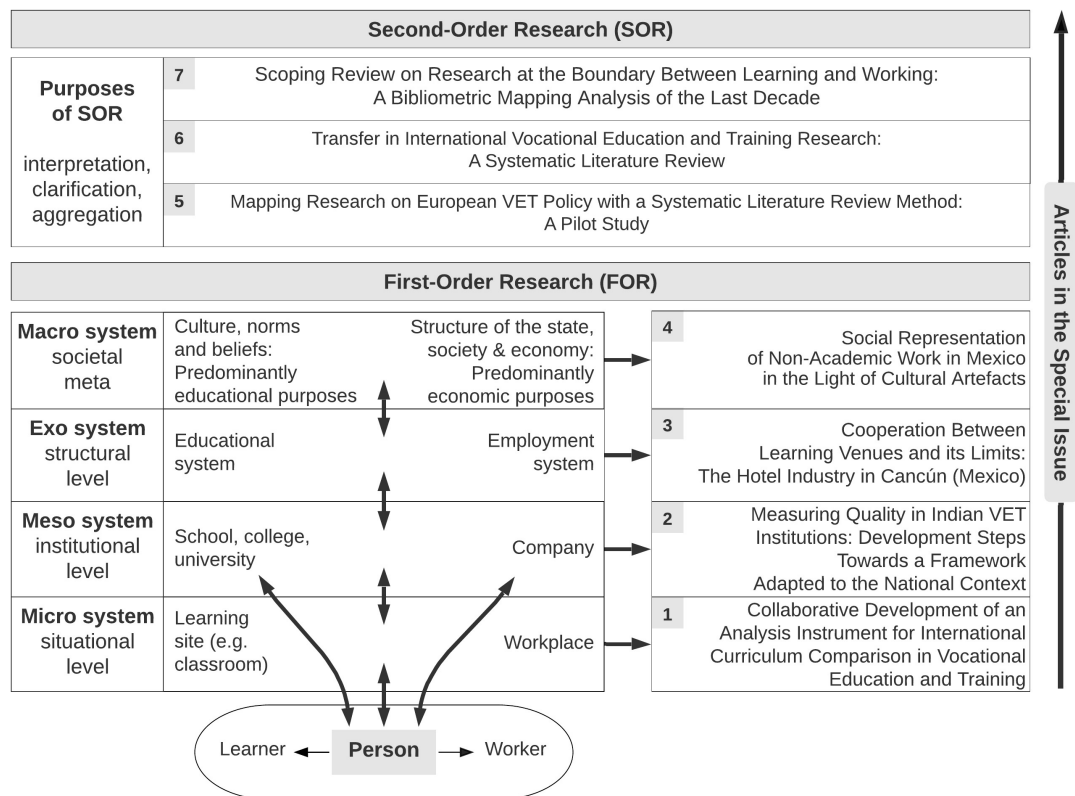 Second-Order Research (SOR)
Purposes
of SOR
interpretation,
clarification,
aggregation
7
Scoping Review on Research at the Boundary Between Learning and Working:
A Bibliometric Mapping Analysis of the Last Decade
6
Transfer in International Vocational Education and Training Research:
A Systematic Literature Review
5
Mapping Research on European VET Policy with a Systematic Literature Review Method:
A Pilot Study
First-Order Research (FOR)
Macro system
societal
meta
Culture, norms
and beliefs:
Predominantly
educational purposes
Structure of the state,
society & economy:
Predominantly
economic purposes
4
Social Representation
of Non-Academic Work in Mexico
in the Light of Cultural Artefacts
Exo system
structural
level
Educational
system
Employment
system
3
Cooperation Between
Learning Venues and its Limits:
The Hotel Industry in Cancún (Mexico)
Meso system
institutional
level
School, college,
university
Company
2
Measuring Quality in Indian VET
Institutions: Development Steps
Towards a Framework
Adapted to the National Context
Micro system
situational
level
Learning
site (e.g.
classroom)
Workplace
1
Collaborative Development of an
Analysis Instrument for International
Curriculum Comparison in Vocational
Education and Training
Learner
Person
Worker
Articles in the Special Issue